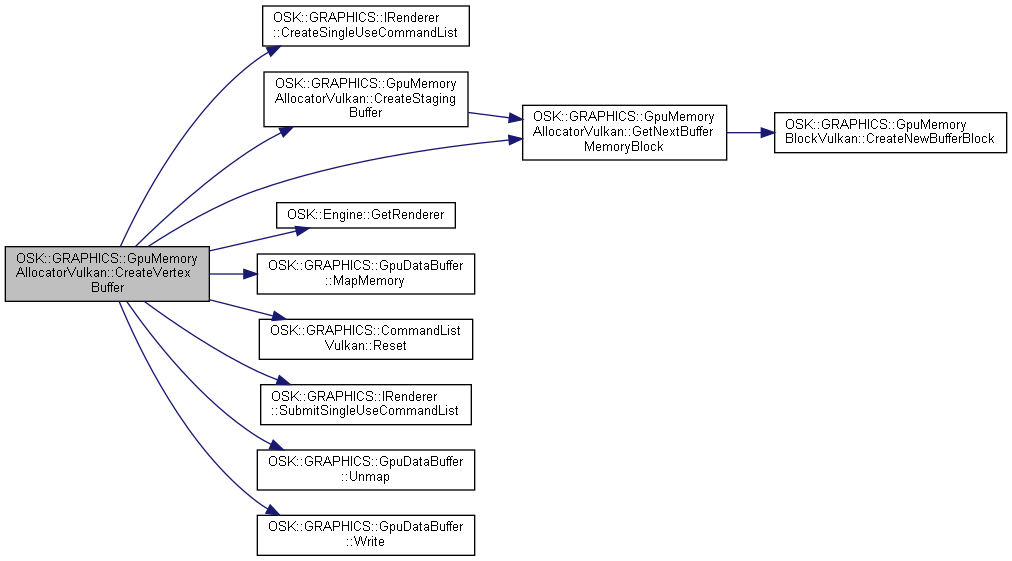 OSK::GRAPHICS::IRenderer
::CreateSingleUseCommandList
OSK::GRAPHICS::GpuMemory
AllocatorVulkan::CreateStaging
Buffer
OSK::GRAPHICS::GpuMemory
AllocatorVulkan::GetNextBuffer
MemoryBlock
OSK::GRAPHICS::GpuMemory
BlockVulkan::CreateNewBufferBlock
OSK::Engine::GetRenderer
OSK::GRAPHICS::GpuMemory
AllocatorVulkan::CreateVertex
Buffer
OSK::GRAPHICS::GpuDataBuffer
::MapMemory
OSK::GRAPHICS::CommandList
Vulkan::Reset
OSK::GRAPHICS::IRenderer
::SubmitSingleUseCommandList
OSK::GRAPHICS::GpuDataBuffer
::Unmap
OSK::GRAPHICS::GpuDataBuffer
::Write